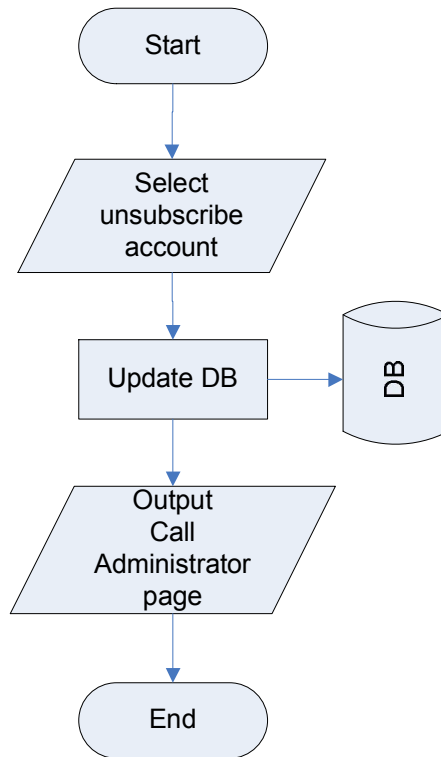 Start
Select
unsubscribe
account
Update DB
DB
Output
Call
Administrator
page
End